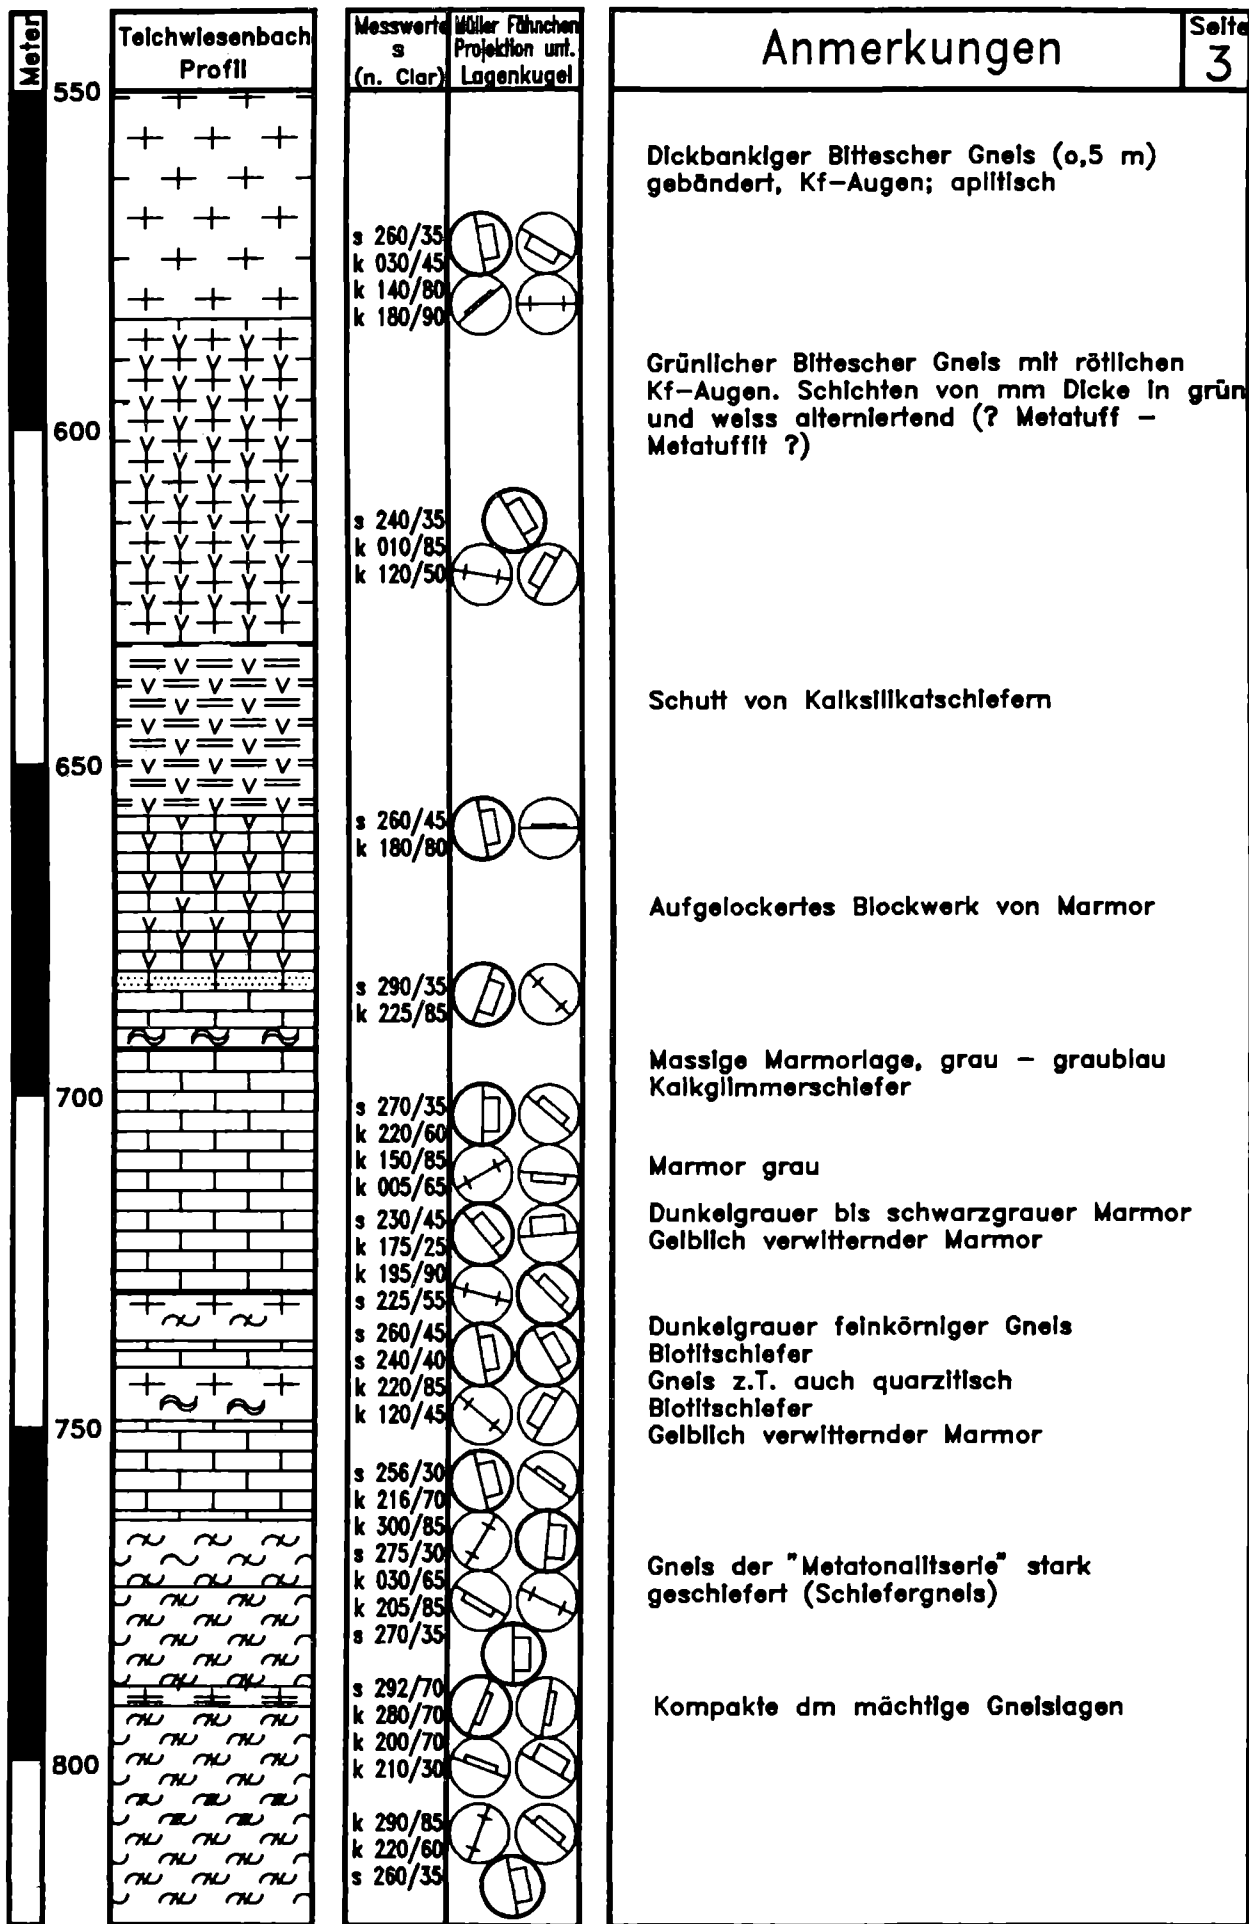 Meter
Teichwiesenbach
Profil
Messwerte
s
(n. Clar)
Müller Fähnchen
Projektion unt.
Lagenkugel
Anmerkungen
Seite
3
550
Dickbankiger Bittescher Gneis (o,5 m)
gebändert, Kf-Augen; aplitisch
s 260/35
k 030/45
k 140/80
k 180/90
Grünlicher Bittescher Gneis mit rötlichen
Kf-Augen. Schichten von mm Dicke in grün
und weiss alterniertend (? Metatuff -
Metatuffit ?)
600
s 240/35
k 010/85
k 120/50
Schutt von Kalksilikatschiefern
650
s 260/45
k 180/80
Aufgelockertes Blockwerk von Marmor
s 290/35
k 225/85
Massige Marmorlage, grau - graublau
Kalkglimmerschiefer
700
s 270/35
k 220/60
k 150/85
k 005/65
Marmor grau
s 230/45
k 175/25
k 195/90
s 225/55
Dunkelgrauer bis schwarzgrauer Marmor
Gelblich verwitternder Marmor
s 260/45
s 240/40
k 220/85
k 120/45
Dunkelgrauer feinkörniger Gneis
Biotitschiefer
Gneis z.T. auch quarzitisch
Biotitschiefer
Gelblich verwitternder Marmor
750
s 256/30
k 216/70
k 300/85
s 275/30
k 030/65
k 205/85
s 270/35
Gneis der "Metatonalitserie" stark
geschiefert (Schiefergneis)
s 292/70
k 280/70
k 200/70
k 210/30
Kompakte dm mächtige Gneislagen
800
k 290/85
k 220/60
s 260/35